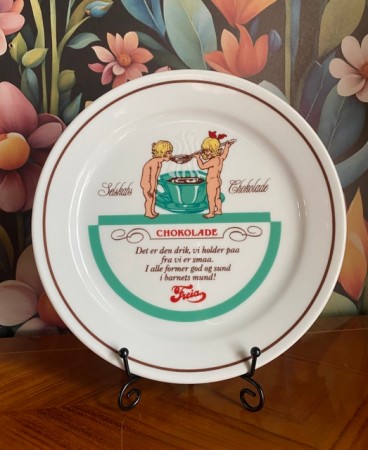 Selskabs Chokolade
CHOKOLADE
Det er den drik, vi holder paa
fra vi er smaa.
I alle former god og sund
i barnets mund!
Freia